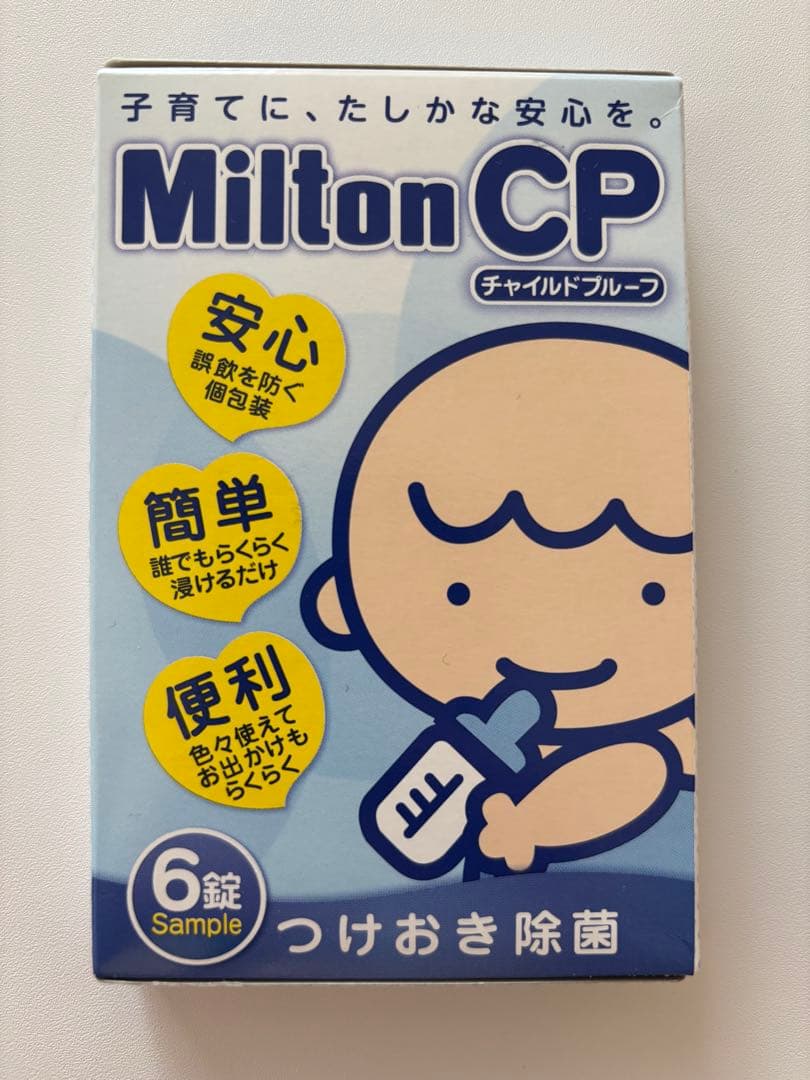 子育てに、たしかな安心を。
Milton CP
チャイルドプルーフ
安心
誤飲を防ぐ
個包装
簡単
誰でもらくらく
浸けるだけ
便利
色々使えて
お出かけも
らくらく
6錠
Sample
つけおき除菌